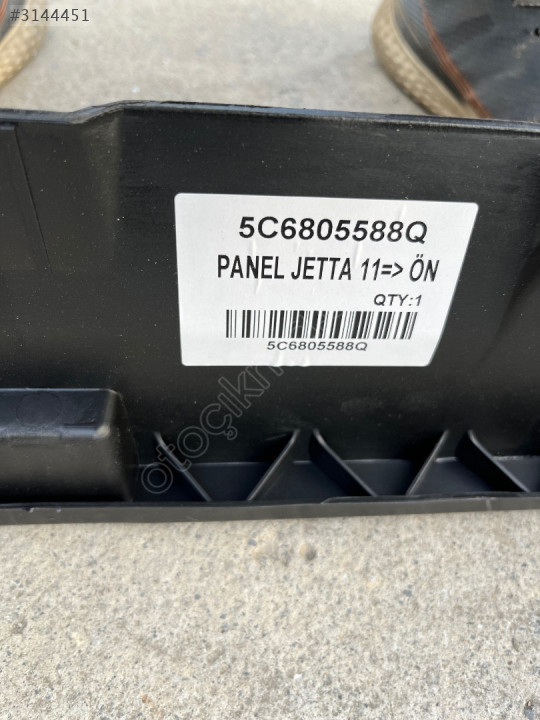 #3144451
5C6805588Q
PANEL JETTA 11=> ÖN
QTY:1
5C6805588Q